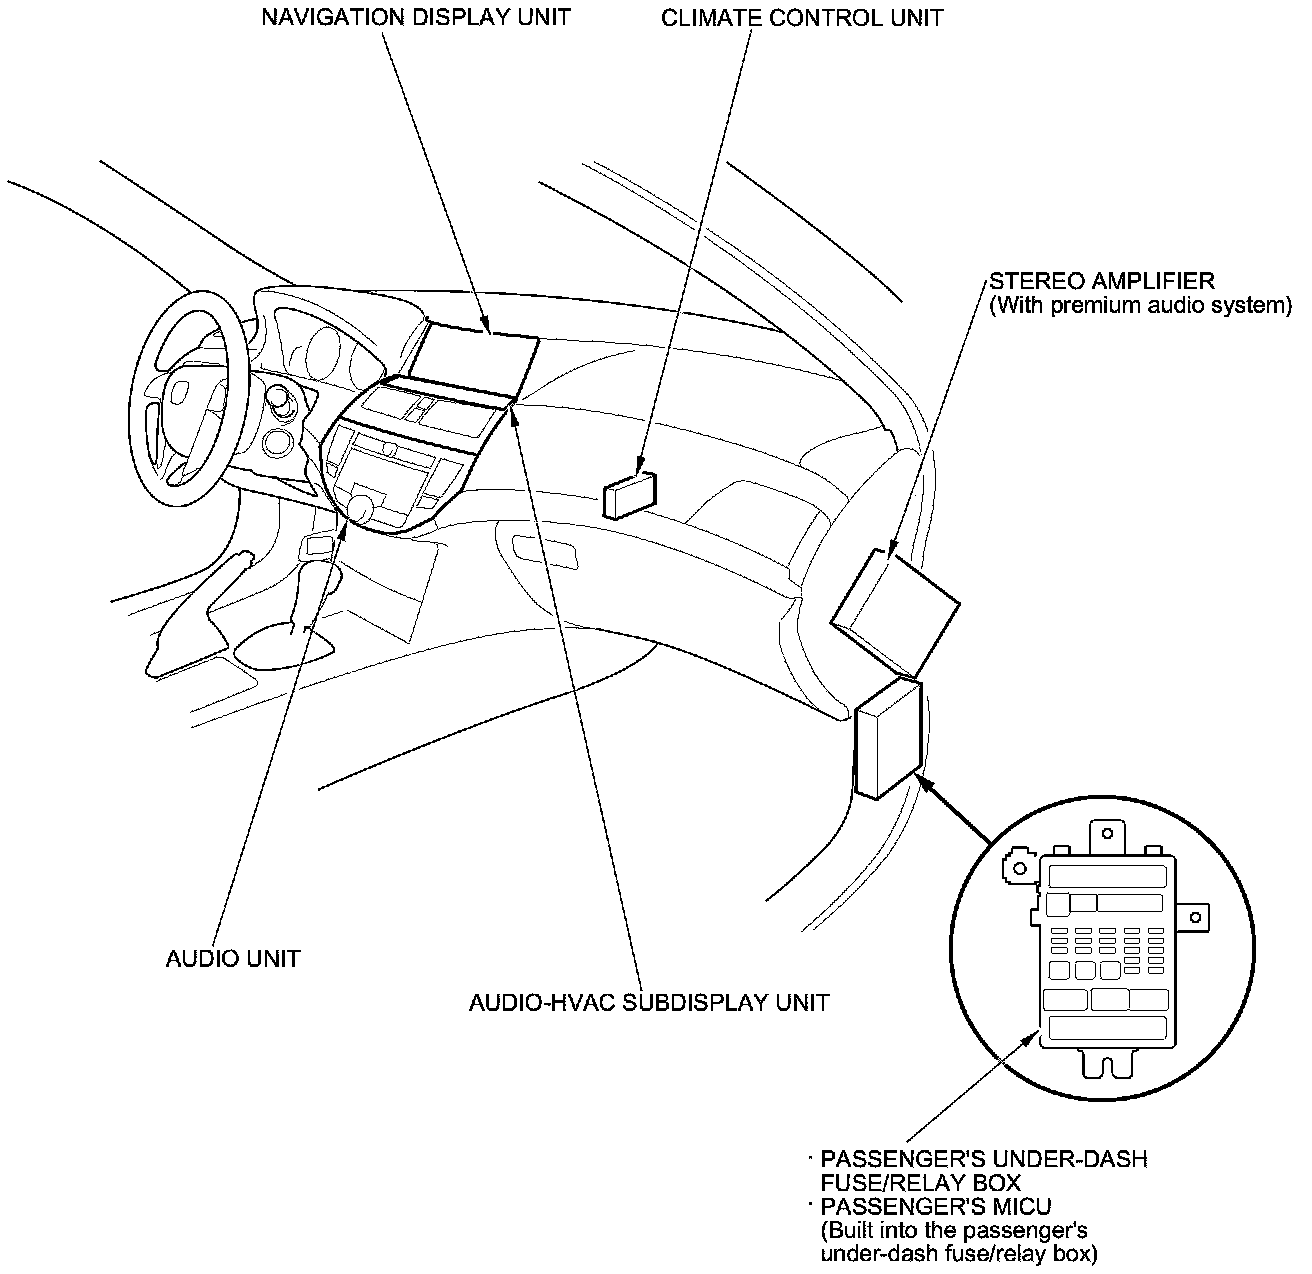 NAVIGATION DISPLAY UNIT
CLIMATE CONTROL UNIT
STEREO AMPLIFIER
(With premium audio system)
AUDIO UNIT
AUDIO-HVAC SUBDISPLAY UNIT
· PASSENGER'S UNDER-DASH
FUSE/RELAY BOX
· PASSENGER'S MICU
(Built into the passenger's
under-dash fuse/relay box)